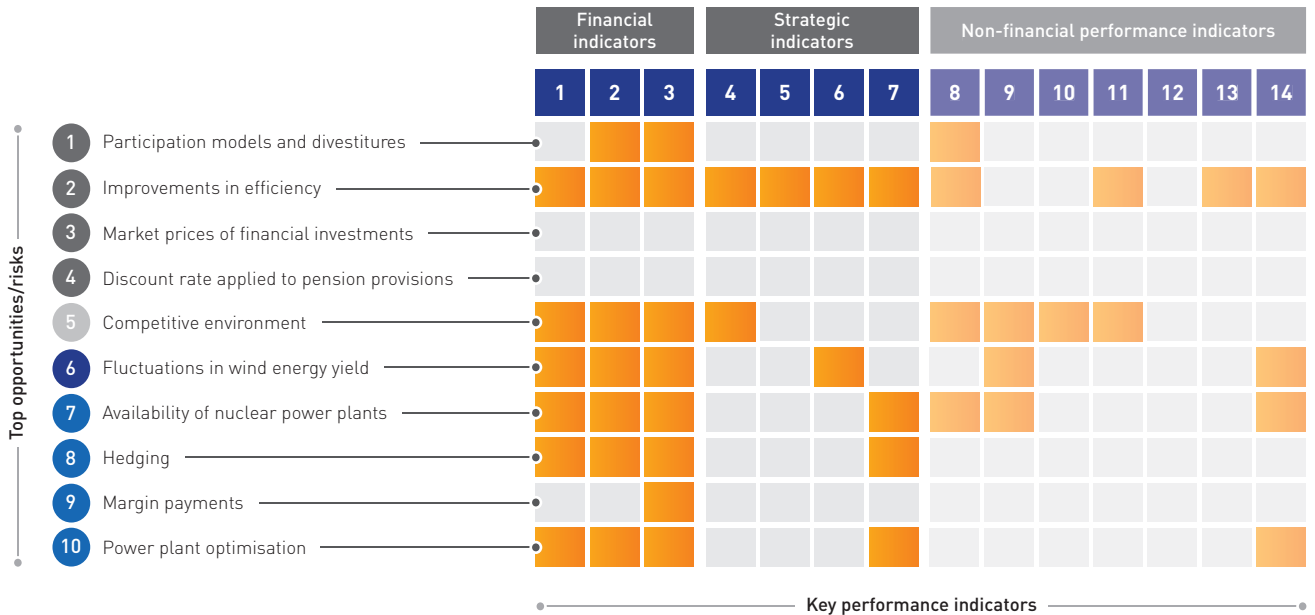 Financial
indicators
Strategic
indicators
Non-financial performance indicators
1 2 3 4 5 6 7 8 9 10 11 12 13 14
Top opportunities/risks
1 Participation models and divestitures
2 Improvements in efficiency
3 Market prices of financial investments
4 Discount rate applied to pension provisions
5 Competitive environment
6 Fluctuations in wind energy yield
7 Availability of nuclear power plants
8 Hedging
9 Margin payments
10 Power plant optimisation
Key performance indicators